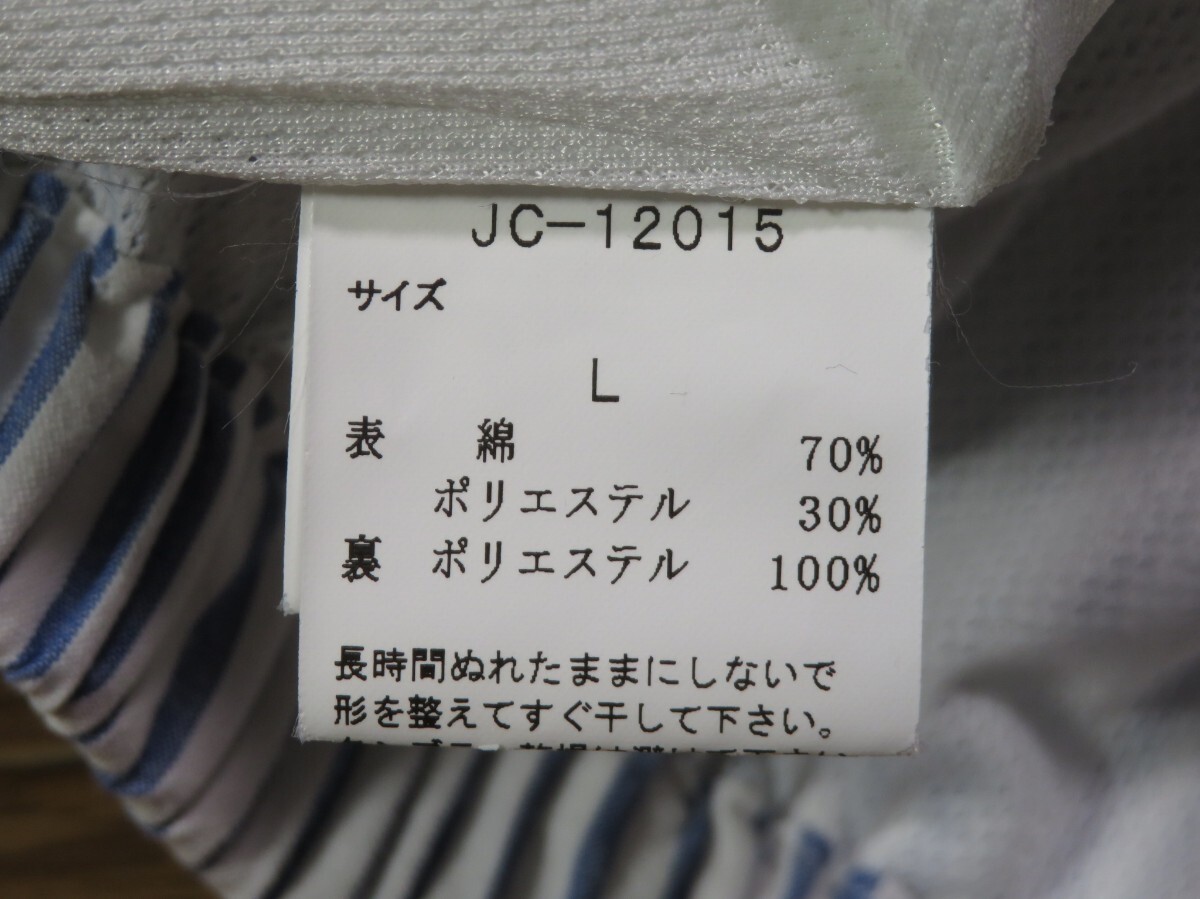 JC-12015
サイズ
L
表 綿 70%
ポリエステル 30%
裏 ポリエステル 100%
長時間ぬれたままにしないで
形を整えてすぐ干して下さい。